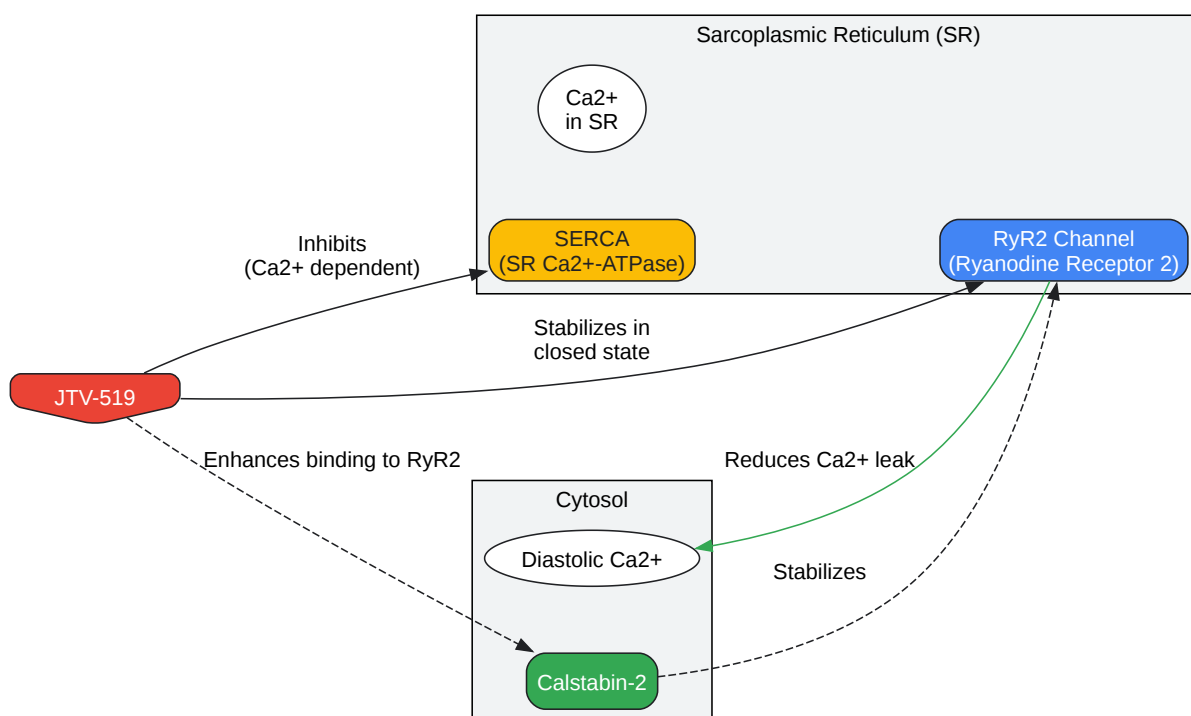 Sarcoplasmic Reticulum (SR)
Ca2+
in SR
SERCA
(SR Ca2+-ATPase)
RyR2 Channel
(Ryanodine Receptor 2)
Inhibits
(Ca2+ dependent)
Stabilizes in
closed state
JTV-519
Enhances binding to RyR2
Reduces Ca2+ leak
Cytosol
Diastolic Ca2+
Stabilizes
Calstabin-2